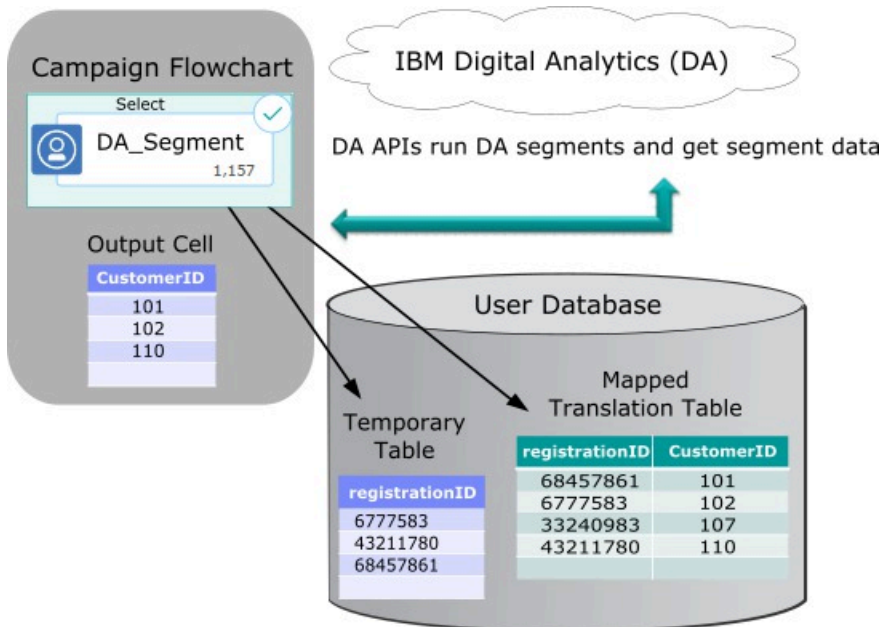 Campaign Flowchart
Select
DA_Segment
1,157
Output Cell
CustomerID
101
102
110
IBM Digital Analytics (DA)
DA APIs run DA segments and get segment data
User Database
Temporary
Table
registrationID
6777583
43211780
68457861
Mapped
Translation Table
registrationID CustomerID
68457861 101
6777583 102
33240983 107
43211780 110